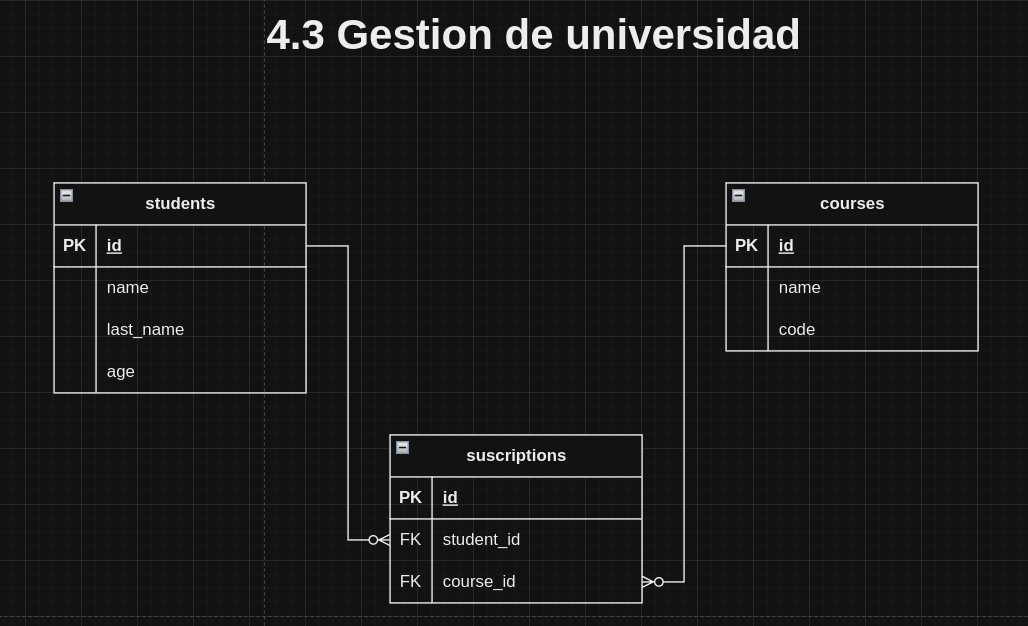 4.3 Gestion de universidad
students
PK id
name
last_name
age
courses
PK id
name
code
suscriptions
PK id
FK student_id
FK course_id